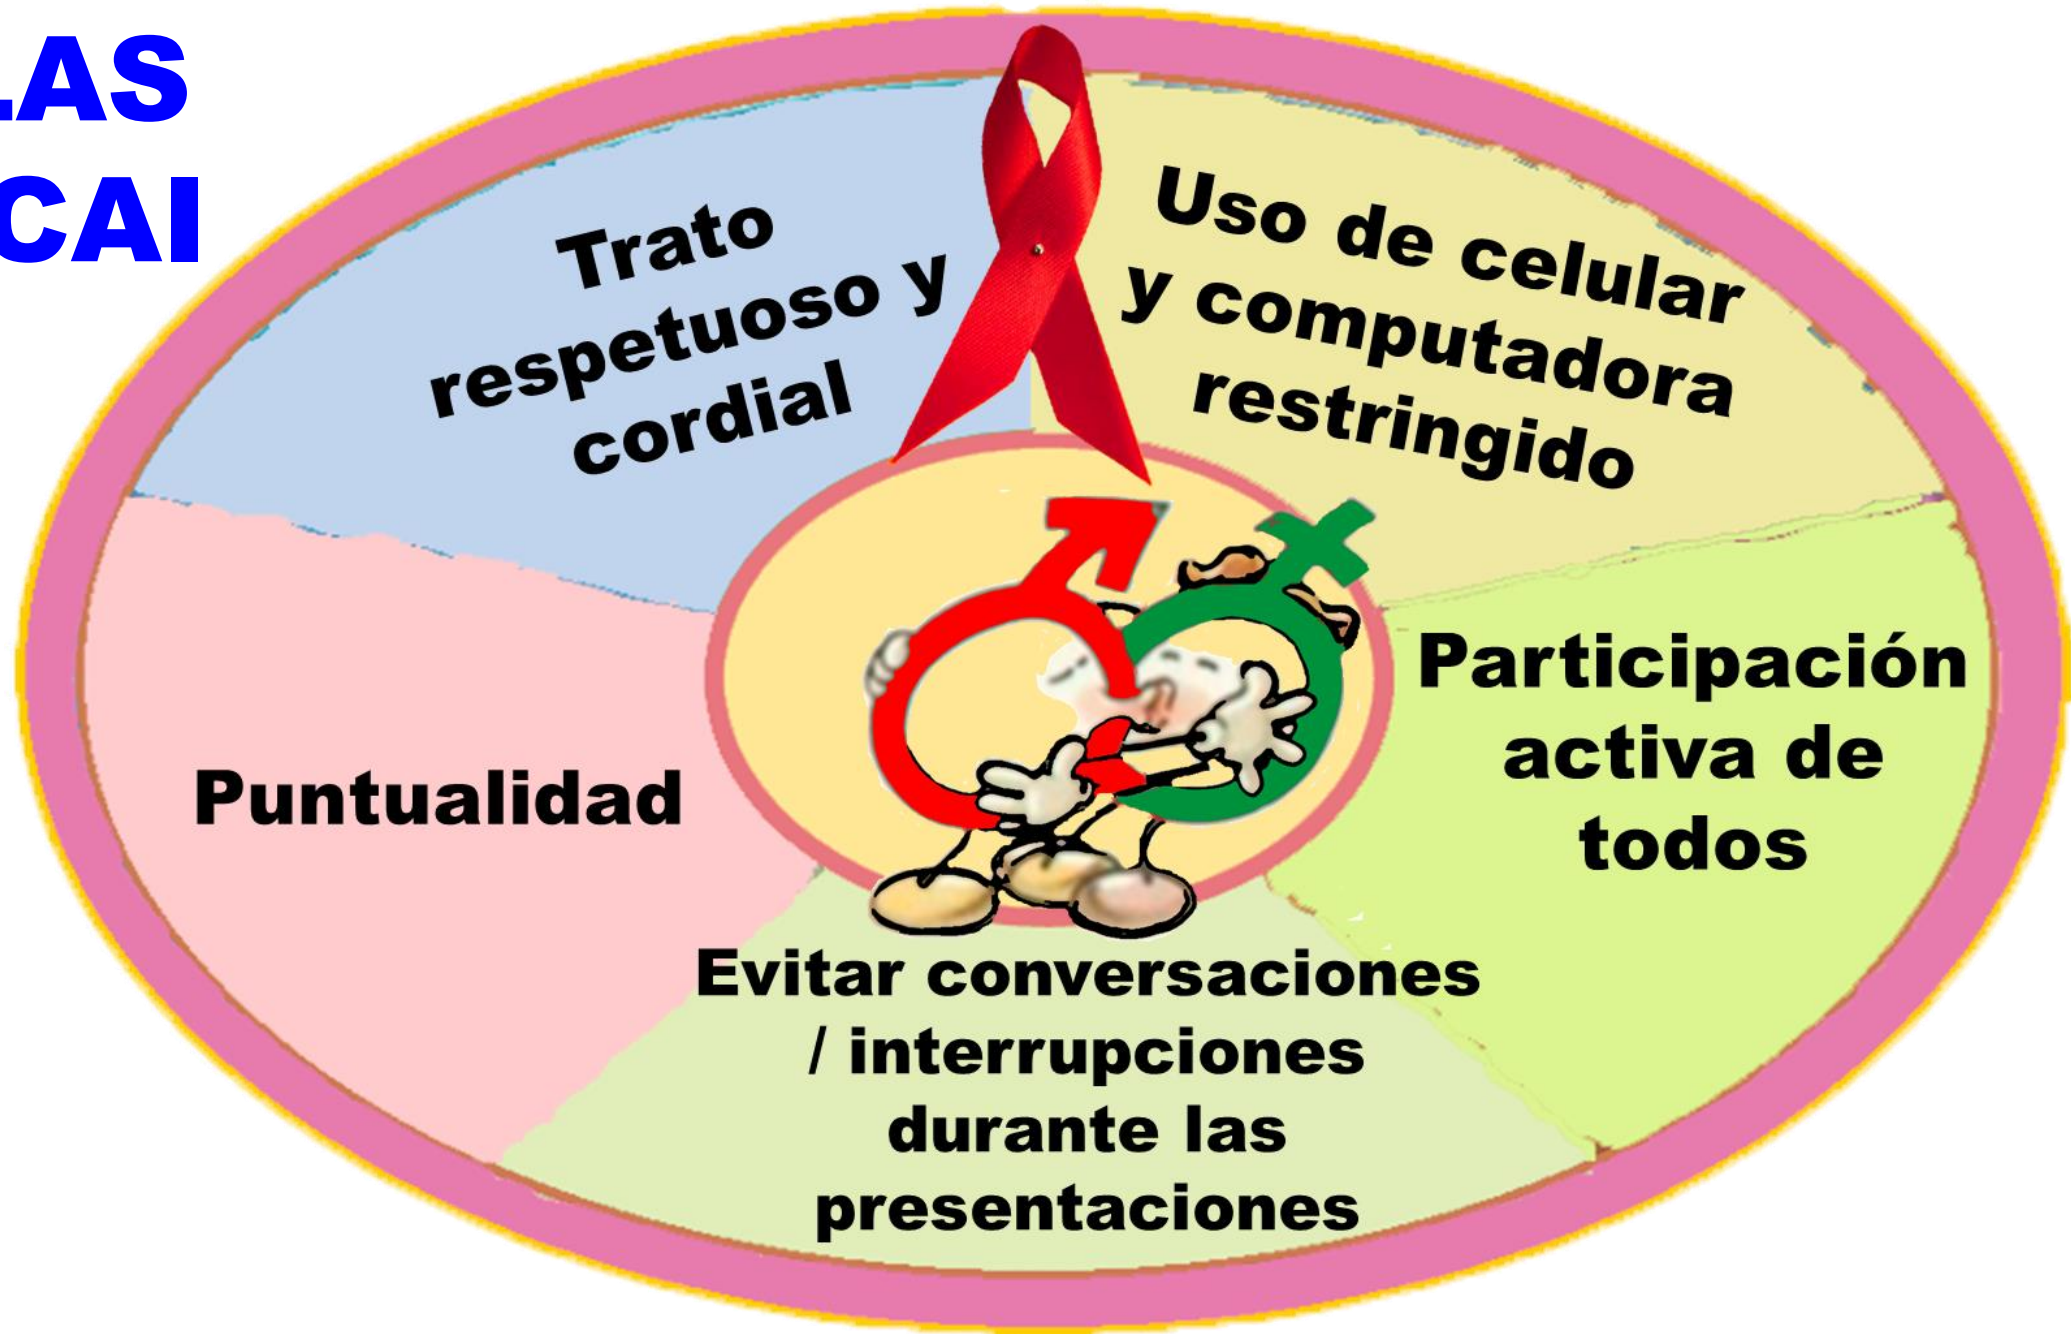 LAS
CAI
Trato
respetuoso y
cordial
Uso de celular
y computadora
restringido
Participación
activa de
todos
Puntualidad
Evitar conversaciones
/ interrupciones
durante las
presentaciones